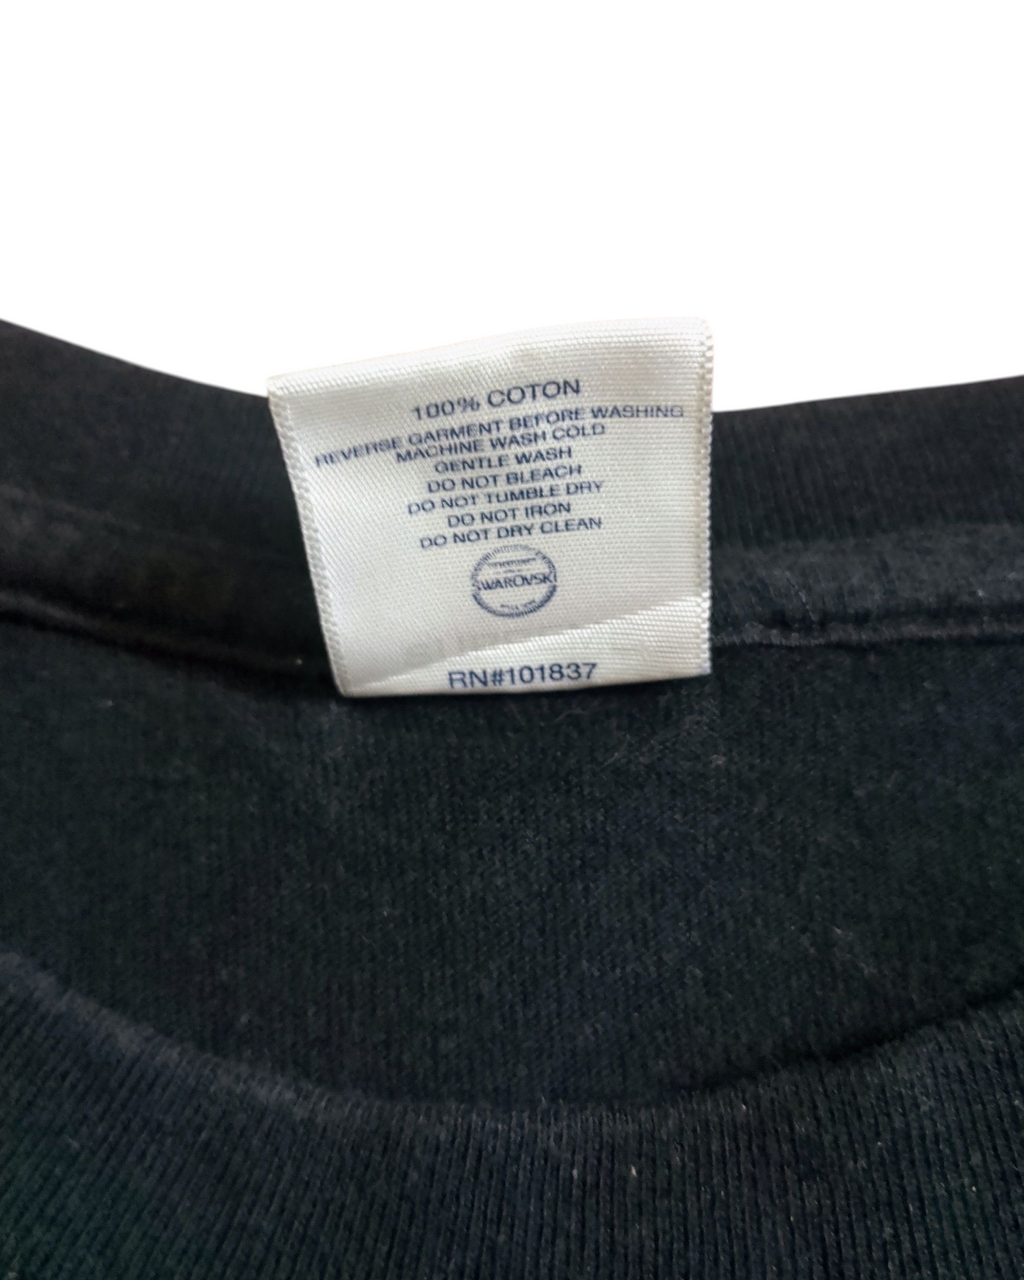 100% COTON
REVERSE GARMENT BEFORE WASHING
MACHINE WASH COLD
GENTLE WASH
DO NOT BLEACH
DO NOT TUMBLE DRY
DO NOT IRON
DO NOT DRY CLEAN
WAROVSK
RN#101837